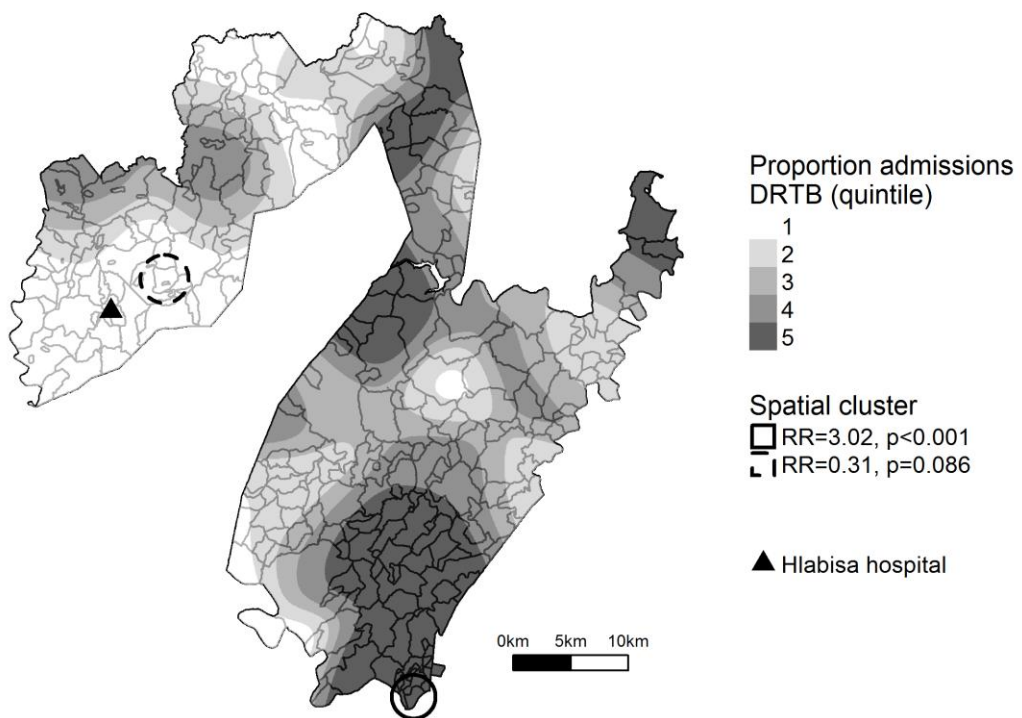 Proportion admissions
DRTB (quintile)
1
2
3
4
5
Spatial cluster
RR=3.02, p<0.001
RR=0.31, p=0.086
Hlabisa hospital
0km 5km 10km